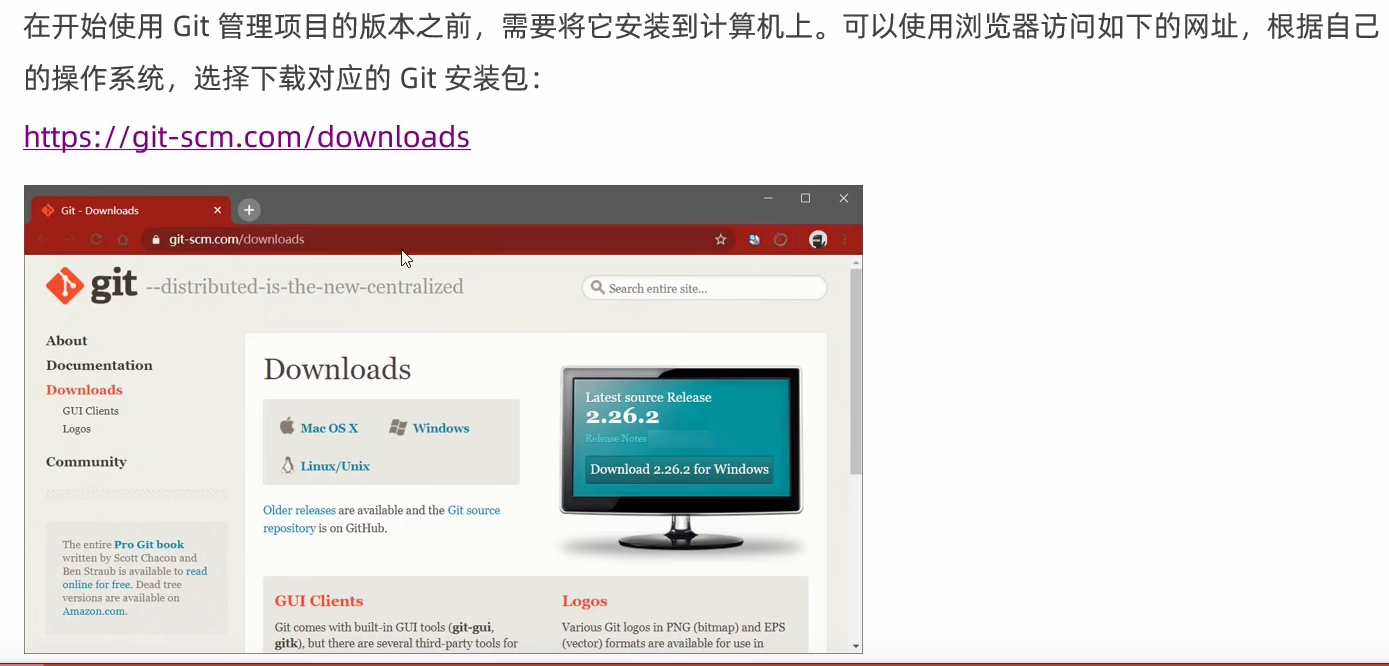 在开始使用 Git 管理项目的版本之前，需要将它安装到计算机上。可以使用浏览器访问如下的网址，根据自己
的操作系统，选择下载对应的 Git 安装包：
https://git-scm.com/downloads
Git - Downloads
git-scm.com/downloads
git --distributed-is-the-new-centralized
Search entire site...
About
Documentation
Downloads
GUI Clients
Logos
Community
The entire Pro Git book
written by Scott Chacon and
Ben Straub is available to read
online for free. Dead tree
versions are available on
Amazon.com.
Downloads
Mac OS X
Windows
Linux/Unix
Older releases are available and the Git source
repository is on GitHub.
Latest source Release
2.26.2
Release Notes
Download 2.26.2 for Windows
GUI Clients
Git comes with built-in GUI tools (git-gui,
gitk), but there are several third-party tools for
Logos
Various Git logos in PNG (bitmap) and EPS
(vector) formats are available for use in